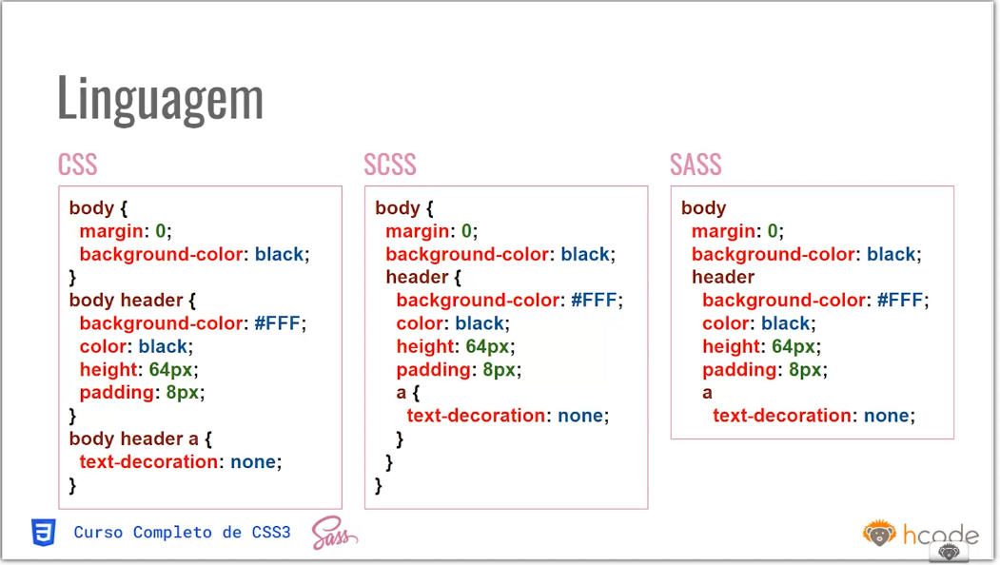 Linguagem
CSS
body {
margin: 0;
background-color: black;
}
body header {
background-color: #FFF;
color: black;
height: 64px;
padding: 8px;
}
body header a {
text-decoration: none;
}
SCSS
body {
margin: 0;
background-color: black;
header {
background-color: #FFF;
color: black;
height: 64px;
padding: 8px;
a {
text-decoration: none;
}
}
}
SASS
body
margin: 0;
background-color: black;
header
background-color: #FFF;
color: black;
height: 64px;
padding: 8px;
a
text-decoration: none;
3 Curso Completo de CSS3 Sass
hcode